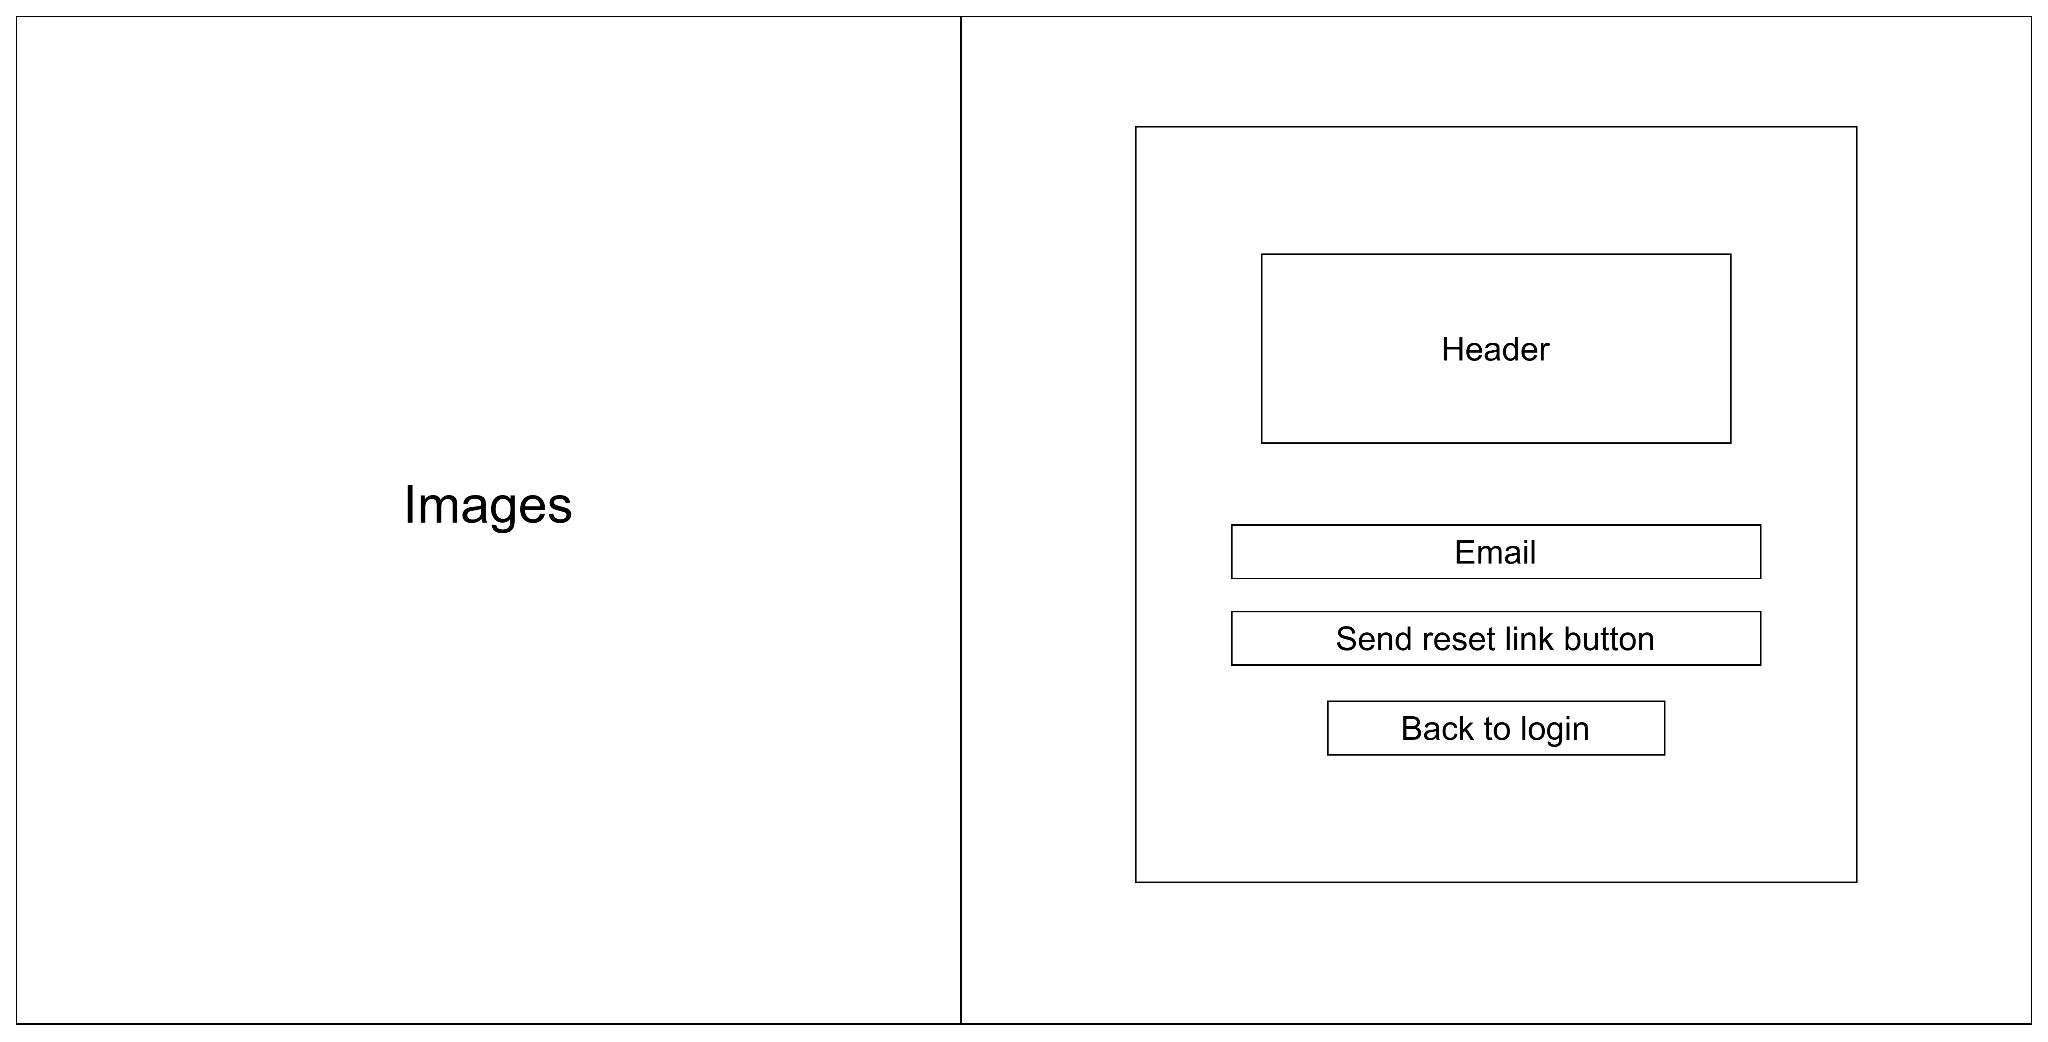 Images
Header
Email
Send reset link button
Back to login